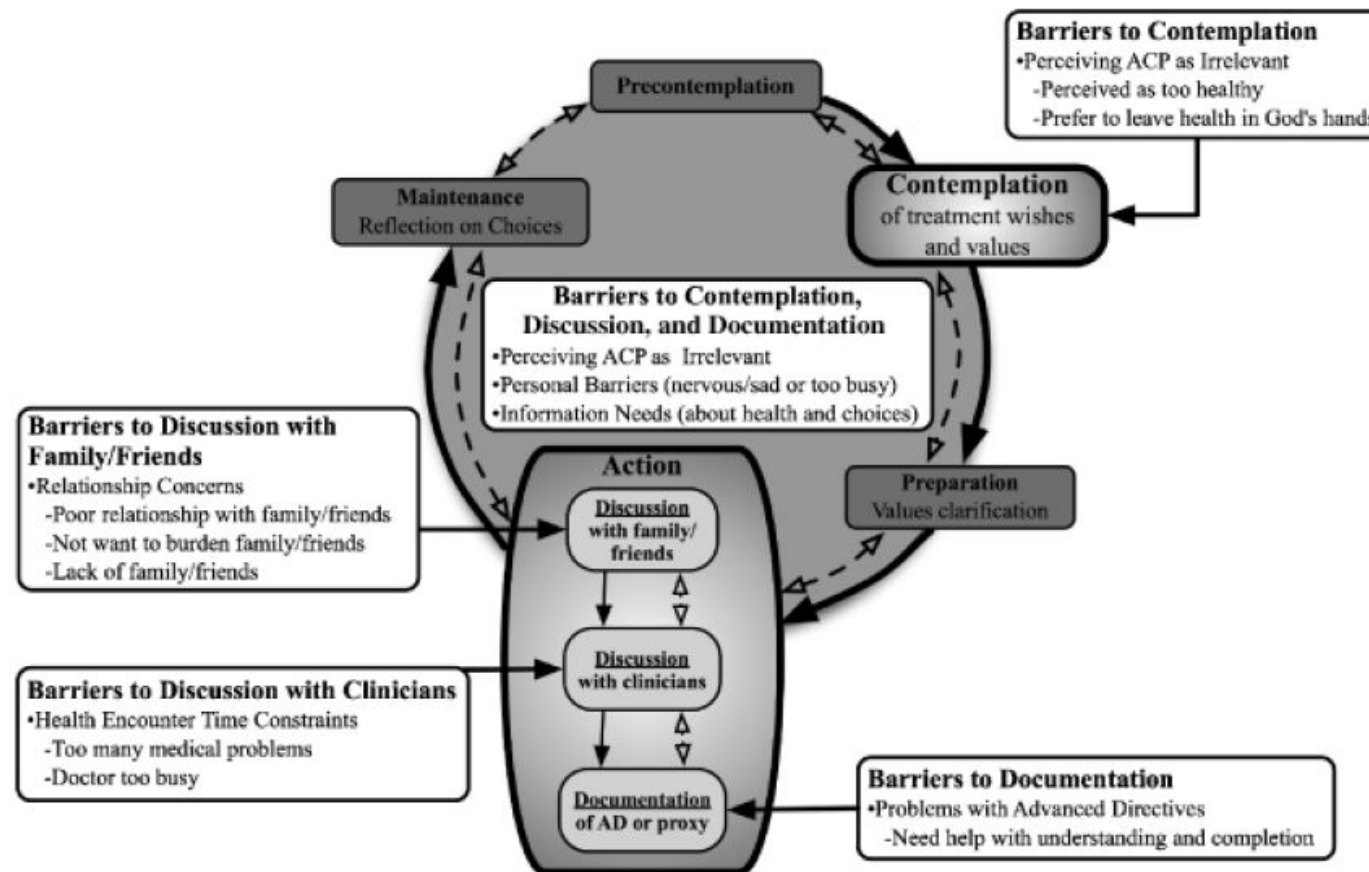 Barriers to Contemplation
•Perceiving ACP as Irrelevant
-Perceived as too healthy
-Prefer to leave health in God's hands
Precontemplation
Contemplation
of treatment wishes
and values
Maintenance
Reflection on Choices
Barriers to Contemplation,
Discussion, and Documentation
•Perceiving ACP as Irrelevant
•Personal Barriers (nervous/sad or too busy)
•Information Needs (about health and choices)
Barriers to Discussion with
Family/Friends
•Relationship Concerns
-Poor relationship with family/friends
-Not want to burden family/friends
-Lack of family/friends
Action
Discussion
with family/
friends
Preparation
Values clarification
Discussion
with clinicians
Barriers to Discussion with Clinicians
•Health Encounter Time Constraints
-Too many medical problems
-Doctor too busy
Documentation
of AD or proxy
Barriers to Documentation
•Problems with Advanced Directives
-Need help with understanding and completion